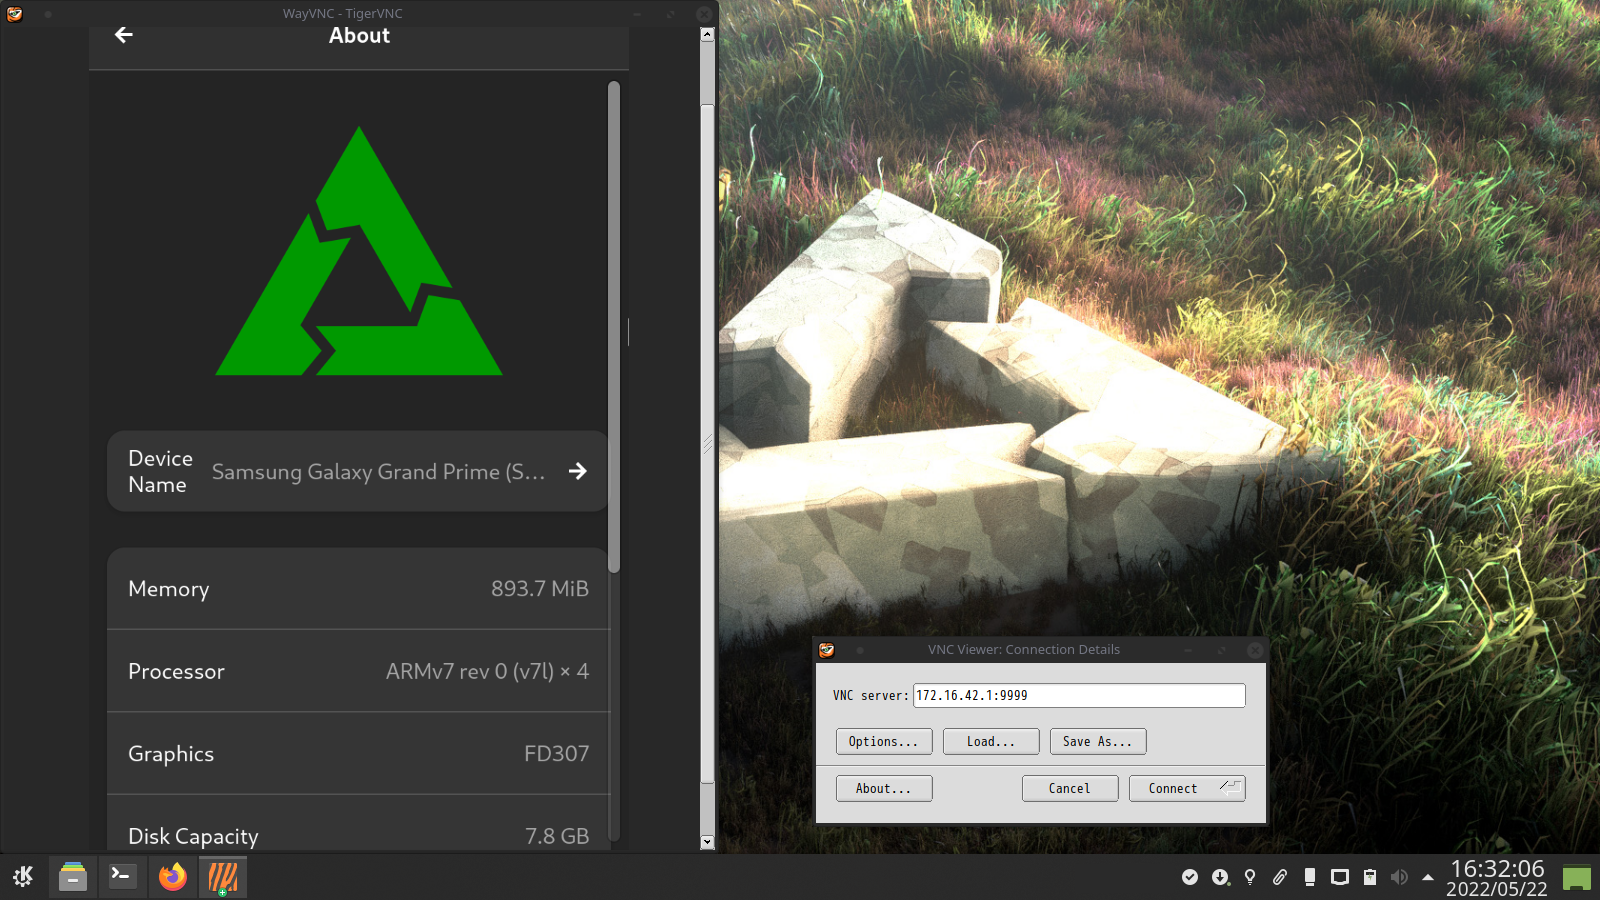 WayVNC - TigerVNC
About
Device
Name
Samsung Galaxy Grand Prime (S...
Memory
893.7 MiB
Processor
ARMv7 rev 0 (v7l) × 4
Graphics
FD307
Disk Capacity
7.8 GB
VNC Viewer: Connection Details
VNC server:
172.16.42.1:9999
Options...
Load...
Save As...
About...
Cancel
Connect
16:32:06
2022/05/22